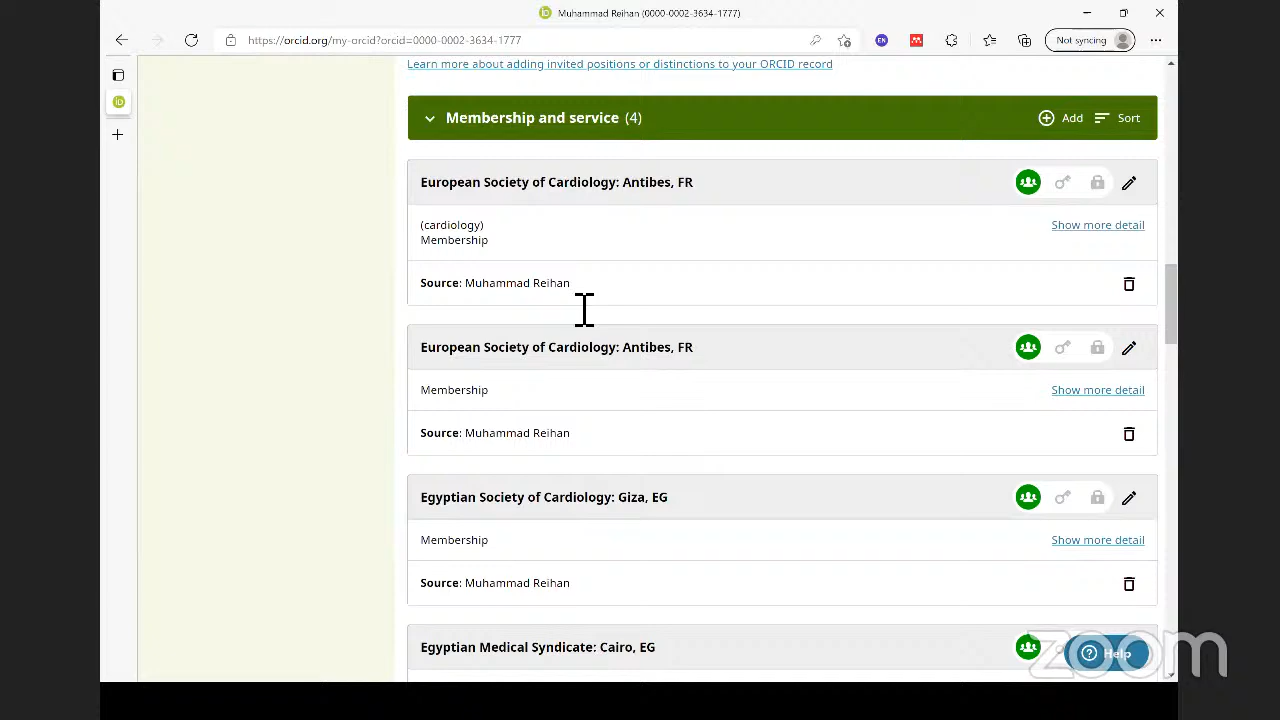 Muhammad Reihan (0000-0002-3634-1777)
https://orcid.org/my-orcid?orcid=0000-0002-3634-1777
EN
Not syncing
Learn more about adding invited positions or distinctions to your ORCID record
Membership and service (4)
Add
Sort
European Society of Cardiology: Antibes, FR
(cardiology)
Show more detail
Membership
Source: Muhammad Reihan
European Society of Cardiology: Antibes, FR
Membership
Show more detail
Source: Muhammad Reihan
Egyptian Society of Cardiology: Giza, EG
Membership
Show more detail
Source: Muhammad Reihan
Egyptian Medical Syndicate: Cairo, EG
Help
zoom